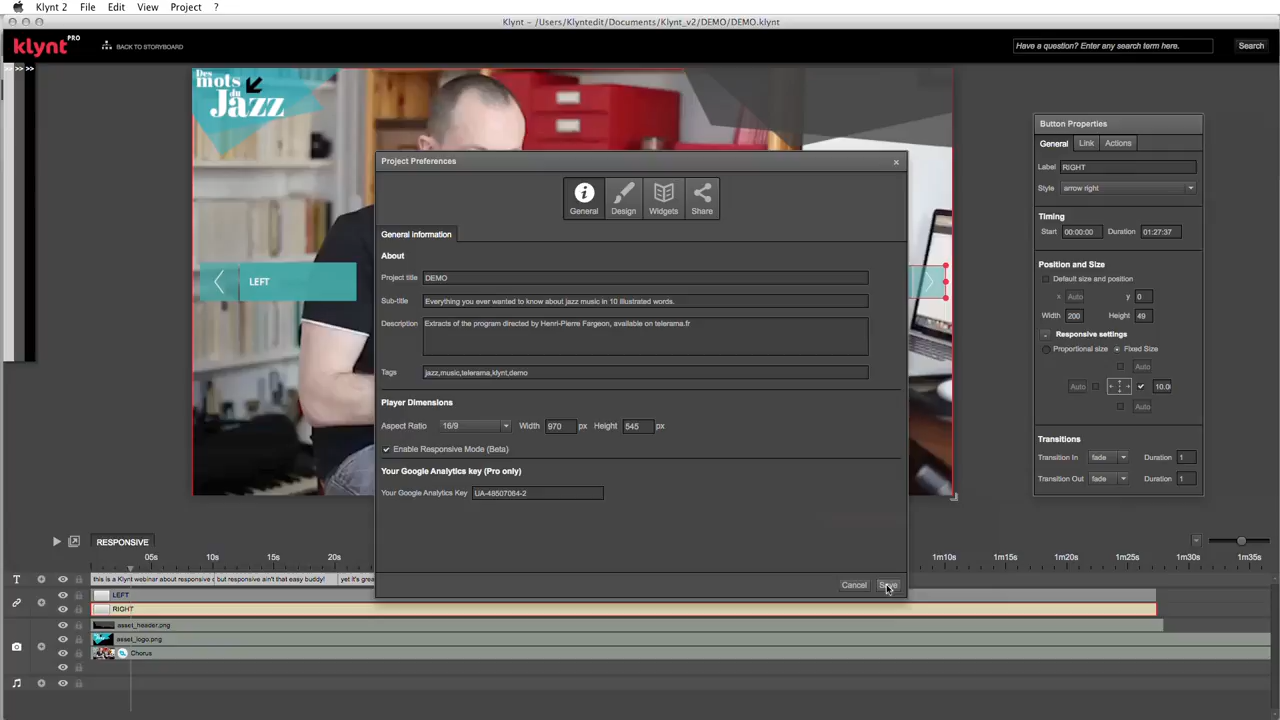 Klynt 2 File Edit View Project ?
Klynt – /Users/Klyntedit/Documents/Klynt_v2/DEMO/DEMO.klynt
klynt PRO
BACK TO STORYBOARD
Have a question? Enter any search term here.
Search
>> >> >>
Des
mots
du
Jazz
LEFT
Project Preferences
General
Design
Widgets
Share
General information
About
Project title DEMO
Sub-title Everything you ever wanted to know about jazz music in 10 illustrated words.
Description Extracts of the program directed by Henri-Pierre Fargeon, available on telerama.fr
Tags jazz,music,telerama,klynt,demo
Player Dimensions
Aspect Ratio 16/9 Width 970 px Height 545 px
Enable Responsive Mode (Beta)
Your Google Analytics key (Pro only)
Your Google Analytics Key UA-48507084-2
Cancel Save
Button Properties
General Link Actions
Label RIGHT
Style arrow right
Timing
Start 00:00:00 Duration 01:27:37
Position and Size
Default size and position
x Auto y 0
Width 200 Height 49
Responsive settings
Proportional size Fixed Size
Auto
Auto 10.0
Auto
Transitions
Transition In fade Duration 1
Transition Out fade Duration 1
RESPONSIVE
05s 10s 15s 20s 1m10s 1m25s 1m30s 1m35s
T this is a Klynt webinar about responsive c but responsive ain't that easy buddy! yet it's grea
LEFT
RIGHT
asset_header.png
asset_logo.png
Chorus